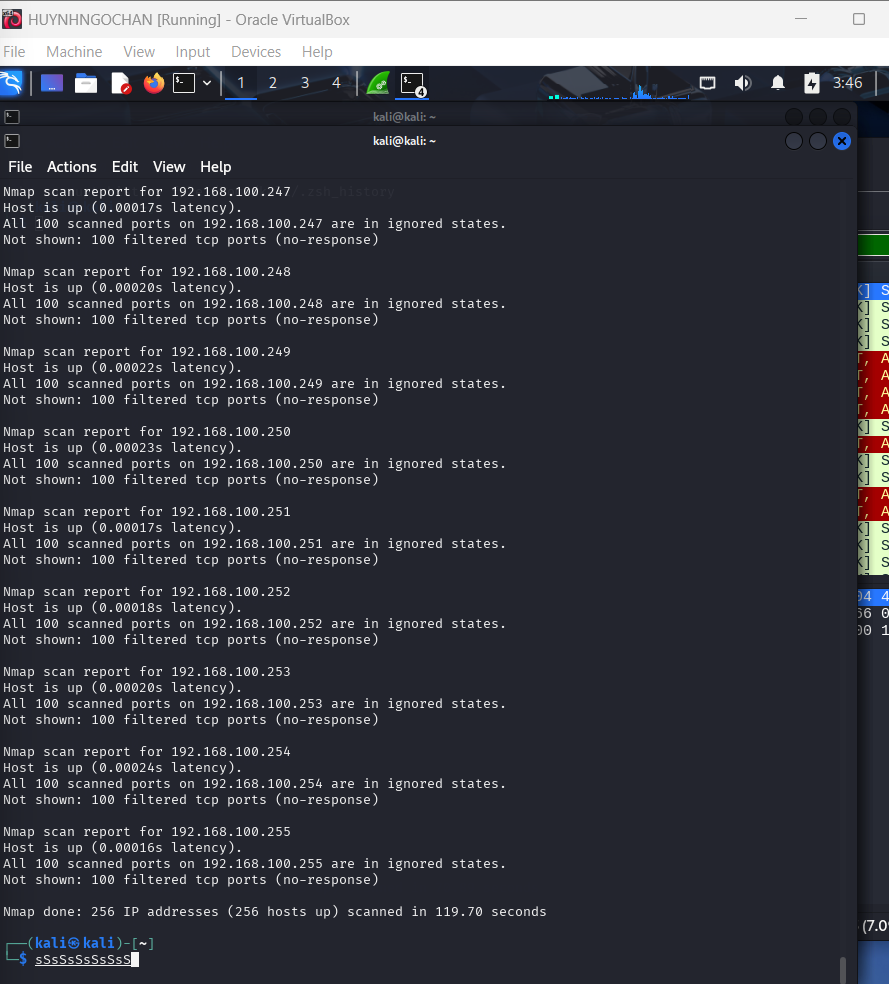 HUYNHNGOCHAN [Running] - Oracle VirtualBox
File Machine View Input Devices Help
1 2 3 4 4 3:46
kali@kali: ~
kali@kali: ~
File Actions Edit View Help
Nmap scan report for 192.168.100.247
Host is up (0.00017s latency).
All 100 scanned ports on 192.168.100.247 are in ignored states.
Not shown: 100 filtered tcp ports (no-response)
Nmap scan report for 192.168.100.248
Host is up (0.00020s latency).
All 100 scanned ports on 192.168.100.248 are in ignored states.
Not shown: 100 filtered tcp ports (no-response)
Nmap scan report for 192.168.100.249
Host is up (0.00022s latency).
All 100 scanned ports on 192.168.100.249 are in ignored states.
Not shown: 100 filtered tcp ports (no-response)
Nmap scan report for 192.168.100.250
Host is up (0.00023s latency).
All 100 scanned ports on 192.168.100.250 are in ignored states.
Not shown: 100 filtered tcp ports (no-response)
Nmap scan report for 192.168.100.251
Host is up (0.00017s latency).
All 100 scanned ports on 192.168.100.251 are in ignored states.
Not shown: 100 filtered tcp ports (no-response)
Nmap scan report for 192.168.100.252
Host is up (0.00018s latency).
All 100 scanned ports on 192.168.100.252 are in ignored states.
Not shown: 100 filtered tcp ports (no-response)
Nmap scan report for 192.168.100.253
Host is up (0.00020s latency).
All 100 scanned ports on 192.168.100.253 are in ignored states.
Not shown: 100 filtered tcp ports (no-response)
Nmap scan report for 192.168.100.254
Host is up (0.00024s latency).
All 100 scanned ports on 192.168.100.254 are in ignored states.
Not shown: 100 filtered tcp ports (no-response)
Nmap scan report for 192.168.100.255
Host is up (0.00016s latency).
All 100 scanned ports on 192.168.100.255 are in ignored states.
Not shown: 100 filtered tcp ports (no-response)
Nmap done: 256 IP addresses (256 hosts up) scanned in 119.70 seconds
┌──(kali㉿kali)-[~]
└─$ sSsSsSsSsSsS